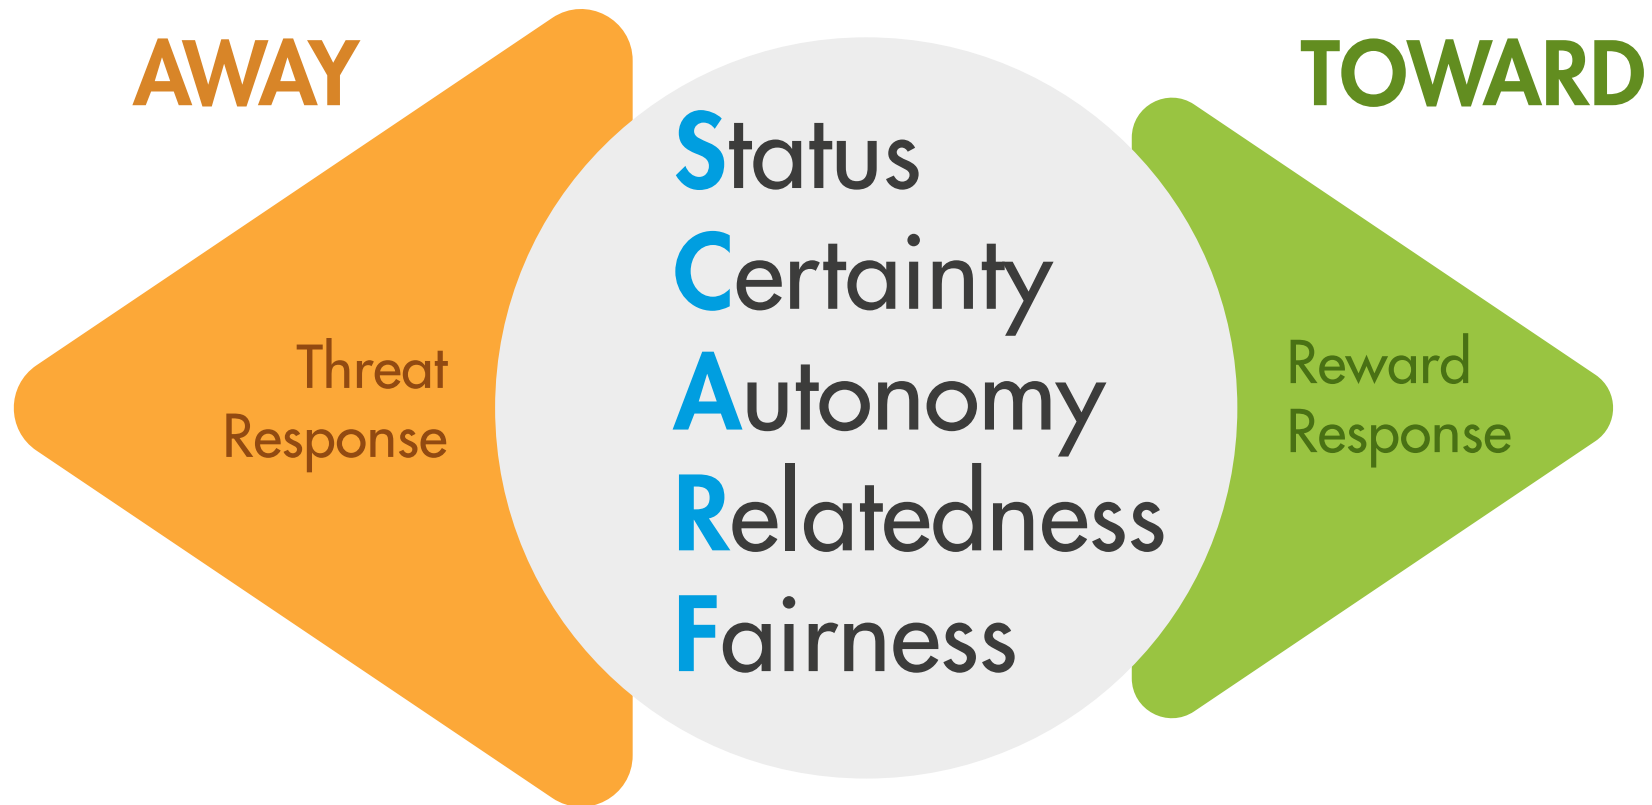 AWAY
TOWARD
Status
Certainty
Autonomy
Relatedness
Fairness
Threat
Response
Reward
Response